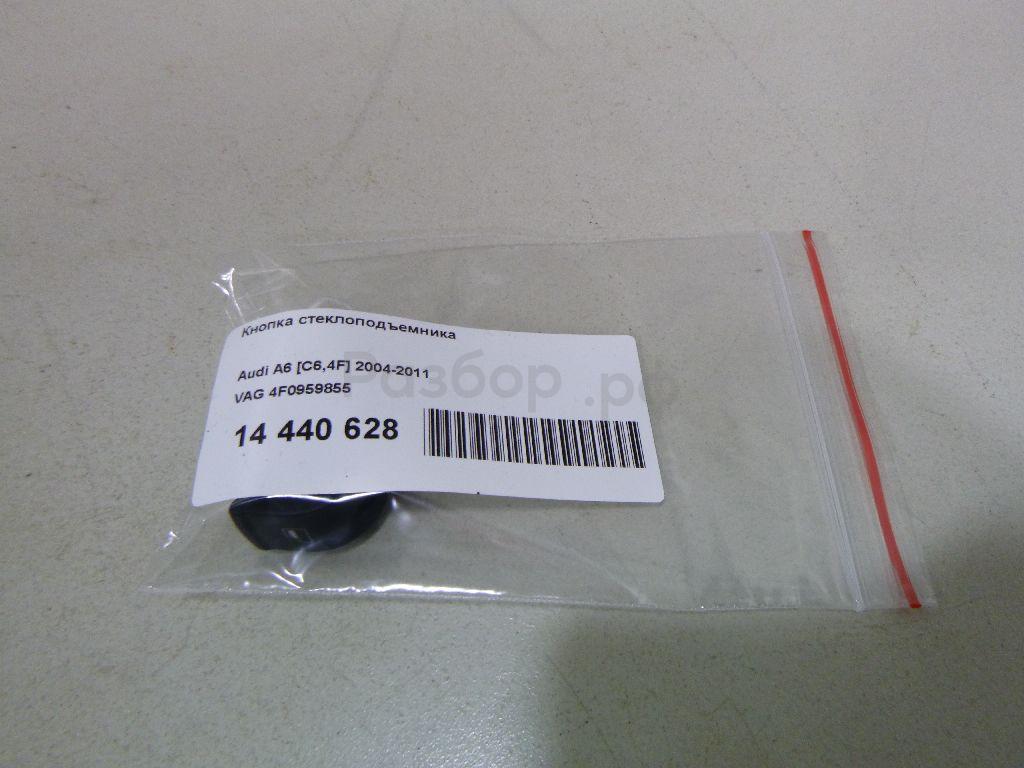 Кнопка стеклоподъемника
Audi A6 [C6,4F] 2004-2011
VAG 4F0959855
14 440 628
Разбор.рф